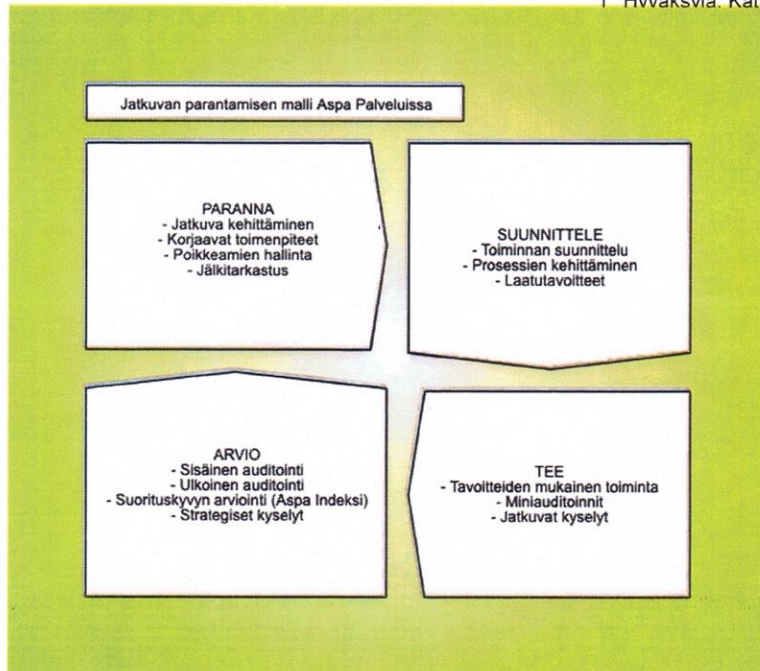 Jatkuvan parantamisen malli Aspa Palveluissa
PARANNA
- Jatkuva kehittäminen
- Korjaavat toimenpiteet
- Poikkeamien hallinta
- Jälkitarkastus
SUUNNITTELE
- Toiminnan suunnittelu
- Prosessien kehittäminen
- Laatutavoitteet
ARVIO
- Sisäinen auditointi
- Ulkoinen auditointi
- Suorituskyvyn arviointi (Aspa Indeksi)
- Strategiset kyselyt
TEE
- Tavoitteiden mukainen toiminta
- Miniauditoinnit
- Jatkuvat kyselyt